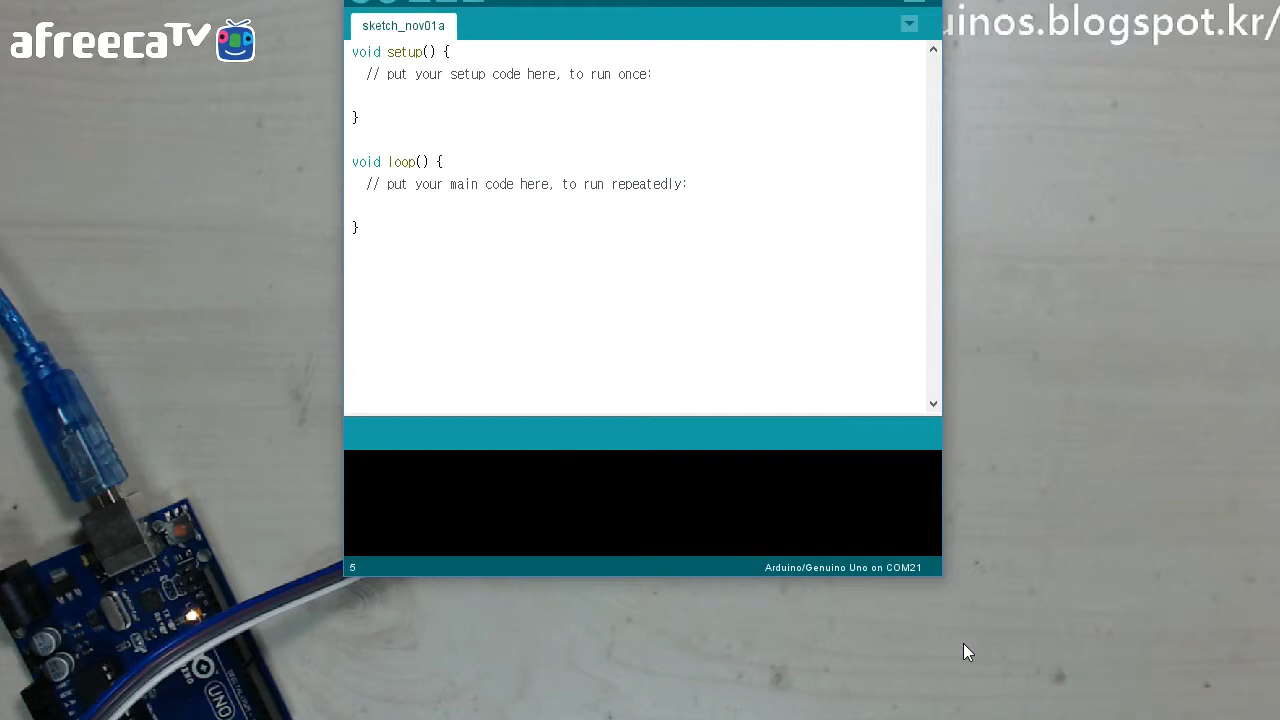 afreecaTV
uinos.blogspot.kr/
sketch_nov01a
void setup() {
// put your setup code here, to run once:
}
void loop() {
// put your main code here, to run repeatedly:
}
5
Arduino/Genuino Uno on COM21
UNO